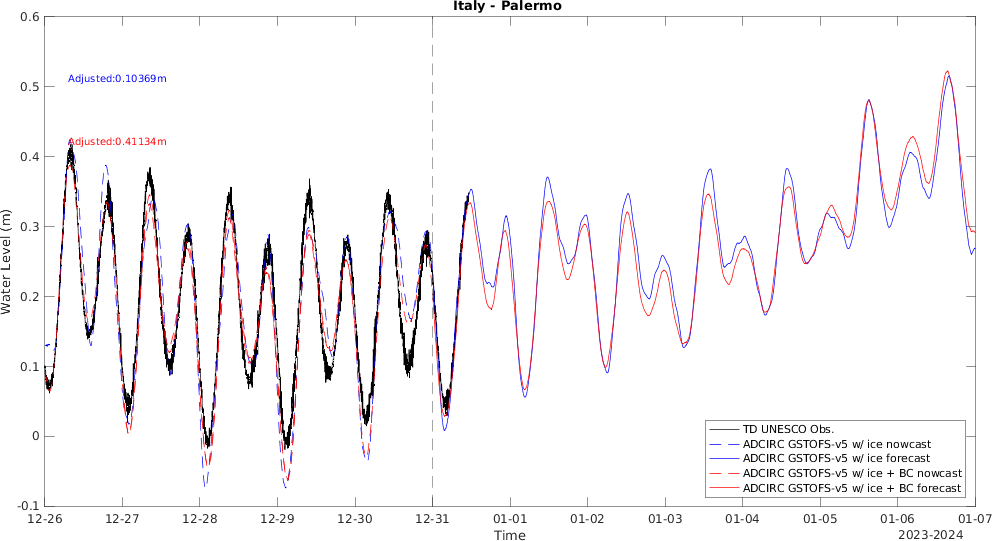 Italy - Palermo
0.6
0.5
0.4
0.3
0.2
0.1
0
-0.1
Water Level (m)
Adjusted:0.10369m
Adjusted:0.41134m
TD UNESCO Obs.
ADCIRC GSTOFS-v5 w/ ice nowcast
ADCIRC GSTOFS-v5 w/ ice forecast
ADCIRC GSTOFS-v5 w/ ice + BC nowcast
ADCIRC GSTOFS-v5 w/ ice + BC forecast
12-26 12-27 12-28 12-29 12-30 12-31 01-01 01-02 01-03 01-04 01-05 01-06 01-07
Time
2023-2024